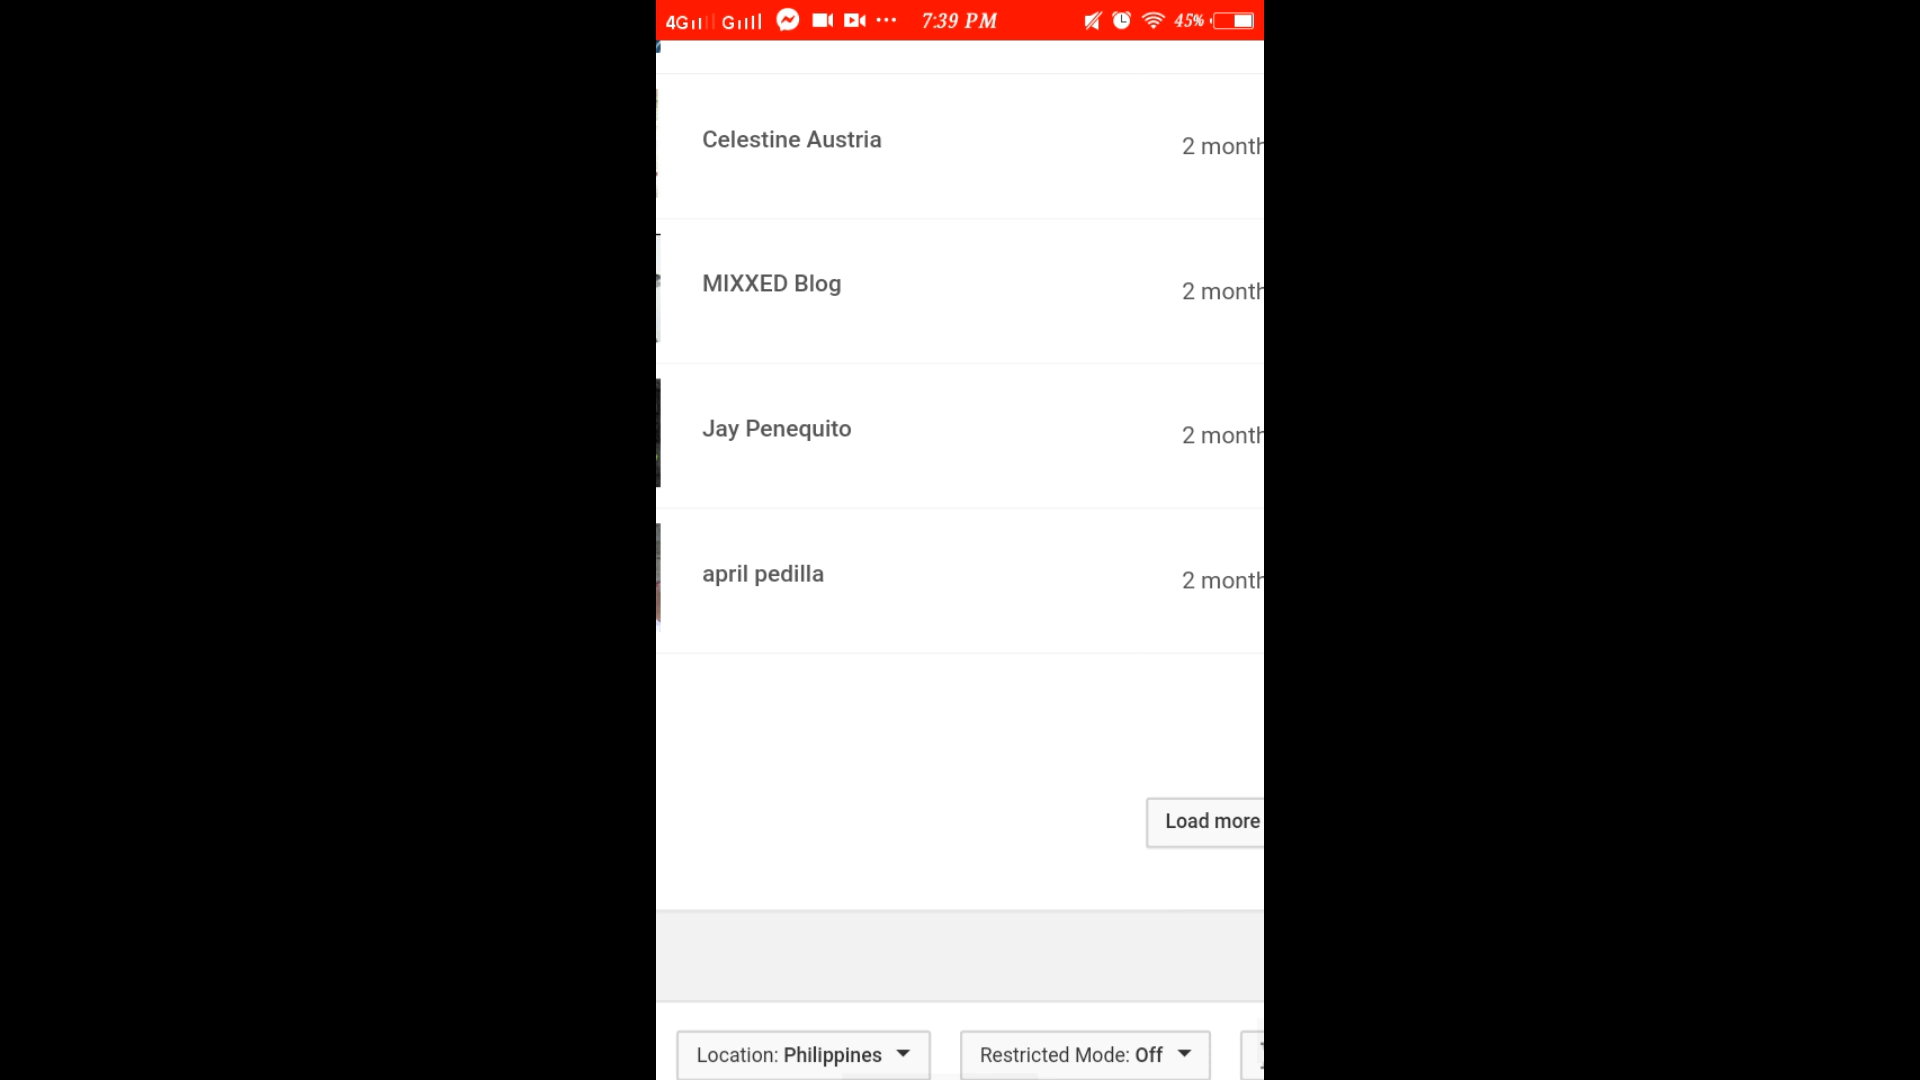 4G G 7:39 PM 45%
Celestine Austria
2 month
MIXXED Blog
2 month
Jay Penequito
2 month
april pedilla
2 month
Load more
Location: Philippines Restricted Mode: Off